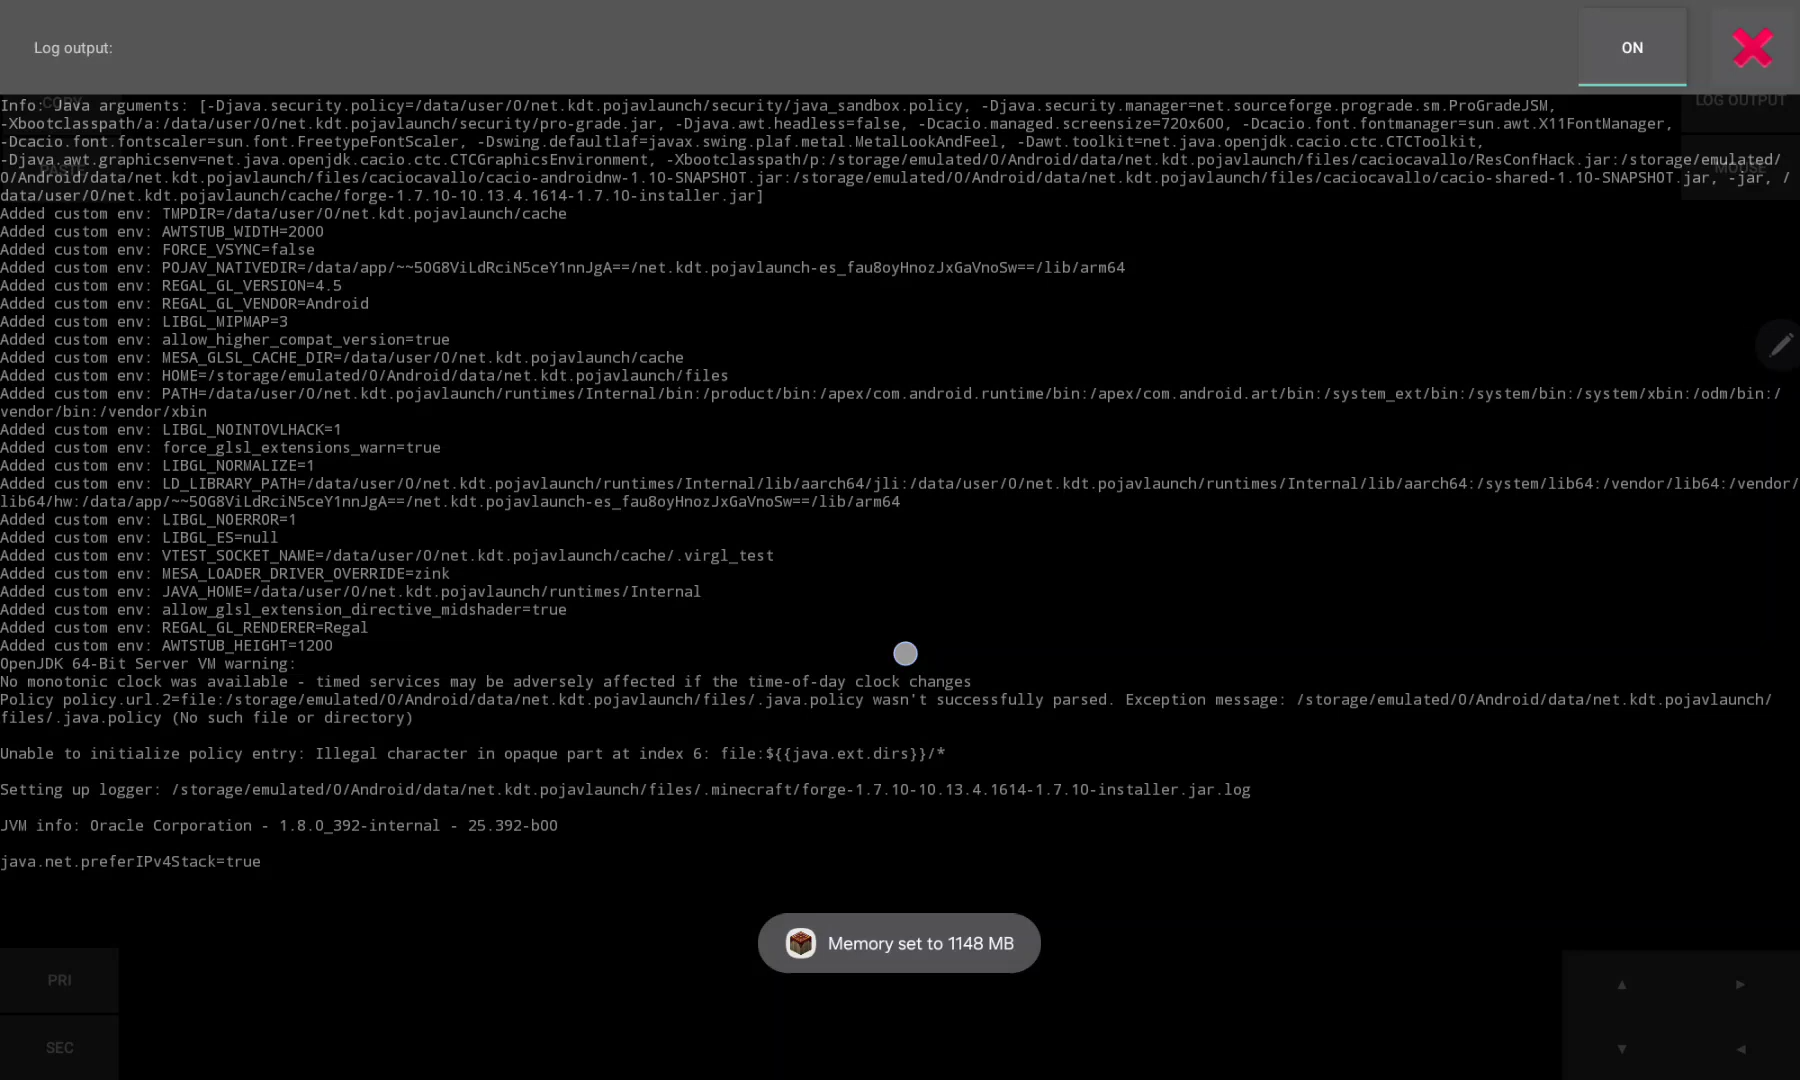 Log output:
ON
COPY
LOG OUTPUT
Info: Java arguments: [-Djava.security.policy=/data/user/0/net.kdt.pojavlaunch/security/java_sandbox.policy, -Djava.security.manager=net.sourceforge.prograde.sm.ProGradeJSM,
-Xbootclasspath/a:/data/user/0/net.kdt.pojavlaunch/security/pro-grade.jar, -Djava.awt.headless=false, -Dcacio.managed.screensize=720x600, -Dcacio.font.fontmanager=sun.awt.X11FontManager,
-Dcacio.font.fontscaler=sun.font.FreetypeFontScaler, -Dswing.defaultlaf=javax.swing.plaf.metal.MetalLookAndFeel, -Dawt.toolkit=net.java.openjdk.cacio.ctc.CTCToolkit,
-Djava.awt.graphicsenv=net.java.openjdk.cacio.ctc.CTCGraphicsEnvironment, -Xbootclasspath/p:/storage/emulated/0/Android/data/net.kdt.pojavlaunch/files/caciocavallo/ResConfHack.jar:/storage/emulated/
0/Android/data/net.kdt.pojavlaunch/files/caciocavallo/cacio-androidnw-1.10-SNAPSHOT.jar:/storage/emulated/0/Android/data/net.kdt.pojavlaunch/files/caciocavallo/cacio-shared-1.10-SNAPSHOT.jar, -jar, /
data/user/0/net.kdt.pojavlaunch/cache/forge-1.7.10-10.13.4.1614-1.7.10-installer.jar]
MOUSE
Added custom env: TMPDIR=/data/user/0/net.kdt.pojavlaunch/cache
Added custom env: AWTSTUB_WIDTH=2000
Added custom env: FORCE_VSYNC=false
Added custom env: POJAV_NATIVEDIR=/data/app/~~5OG8ViLdRciN5ceY1nnJgA==/net.kdt.pojavlaunch-es_fau8oyHnozJxGaVnoSw==/lib/arm64
Added custom env: REGAL_GL_VERSION=4.5
Added custom env: REGAL_GL_VENDOR=Android
Added custom env: LIBGL_MIPMAP=3
Added custom env: allow_higher_compat_version=true
Added custom env: MESA_GLSL_CACHE_DIR=/data/user/0/net.kdt.pojavlaunch/cache
Added custom env: HOME=/storage/emulated/0/Android/data/net.kdt.pojavlaunch/files
Added custom env: PATH=/data/user/0/net.kdt.pojavlaunch/runtimes/Internal/bin:/product/bin:/apex/com.android.runtime/bin:/apex/com.android.art/bin:/system_ext/bin:/system/bin:/system/xbin:/odm/bin:/
vendor/bin:/vendor/xbin
Added custom env: LIBGL_NOINTOVLHACK=1
Added custom env: force_glsl_extensions_warn=true
Added custom env: LIBGL_NORMALIZE=1
Added custom env: LD_LIBRARY_PATH=/data/user/0/net.kdt.pojavlaunch/runtimes/Internal/lib/aarch64/jli:/data/user/0/net.kdt.pojavlaunch/runtimes/Internal/lib/aarch64:/system/lib64:/vendor/lib64:/vendor/
lib64/hw:/data/app/~~5OG8ViLdRciN5ceY1nnJgA==/net.kdt.pojavlaunch-es_fau8oyHnozJxGaVnoSw==/lib/arm64
Added custom env: LIBGL_NOERROR=1
Added custom env: LIBGL_ES=null
Added custom env: VTEST_SOCKET_NAME=/data/user/0/net.kdt.pojavlaunch/cache/.virgl_test
Added custom env: MESA_LOADER_DRIVER_OVERRIDE=zink
Added custom env: JAVA_HOME=/data/user/0/net.kdt.pojavlaunch/runtimes/Internal
Added custom env: allow_glsl_extension_directive_midshader=true
Added custom env: REGAL_GL_RENDERER=Regal
Added custom env: AWTSTUB_HEIGHT=1200
OpenJDK 64-Bit Server VM warning:
No monotonic clock was available - timed services may be adversely affected if the time-of-day clock changes
Policy policy.url.2=file:/storage/emulated/0/Android/data/net.kdt.pojavlaunch/files/.java.policy wasn't successfully parsed. Exception message: /storage/emulated/0/Android/data/net.kdt.pojavlaunch/
files/.java.policy (No such file or directory)
Unable to initialize policy entry: Illegal character in opaque part at index 6: file:${{java.ext.dirs}}/*
Setting up logger: /storage/emulated/0/Android/data/net.kdt.pojavlaunch/files/.minecraft/forge-1.7.10-10.13.4.1614-1.7.10-installer.jar.log
JVM info: Oracle Corporation - 1.8.0_392-internal - 25.392-b00
java.net.preferIPv4Stack=true
Memory set to 1148 MB
PRI
▲ ▶
SEC
▼ ◀